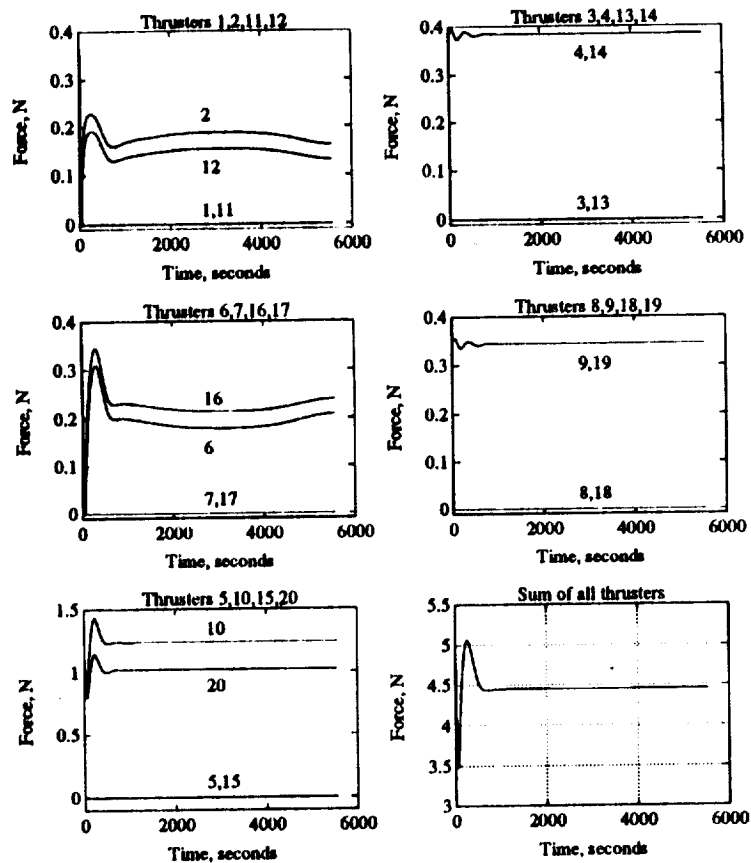 Thrusters 1,2,11,12
Force, N
0.4
0.3
0.2
0.1
0
2
12
1,11
0 2000 4000 6000
Time, seconds
Thrusters 3,4,13,14
Force, N
0.4
0.3
0.2
0.1
0
4,14
3,13
0 2000 4000 6000
Time, seconds
Thrusters 6,7,16,17
Force, N
0.4
0.3
0.2
0.1
0
16
6
7,17
0 2000 4000 6000
Time, seconds
Thrusters 8,9,18,19
Force, N
0.4
0.3
0.2
0.1
0
9,19
8,18
0 2000 4000 6000
Time, seconds
Thrusters 5,10,15,20
Force, N
1.5
1
0.5
0
10
20
5,15
0 2000 4000 6000
Time, seconds
Sum of all thrusters
Force, N
5.5
5
4.5
4
3.5
3
0 2000 4000 6000
Time, seconds